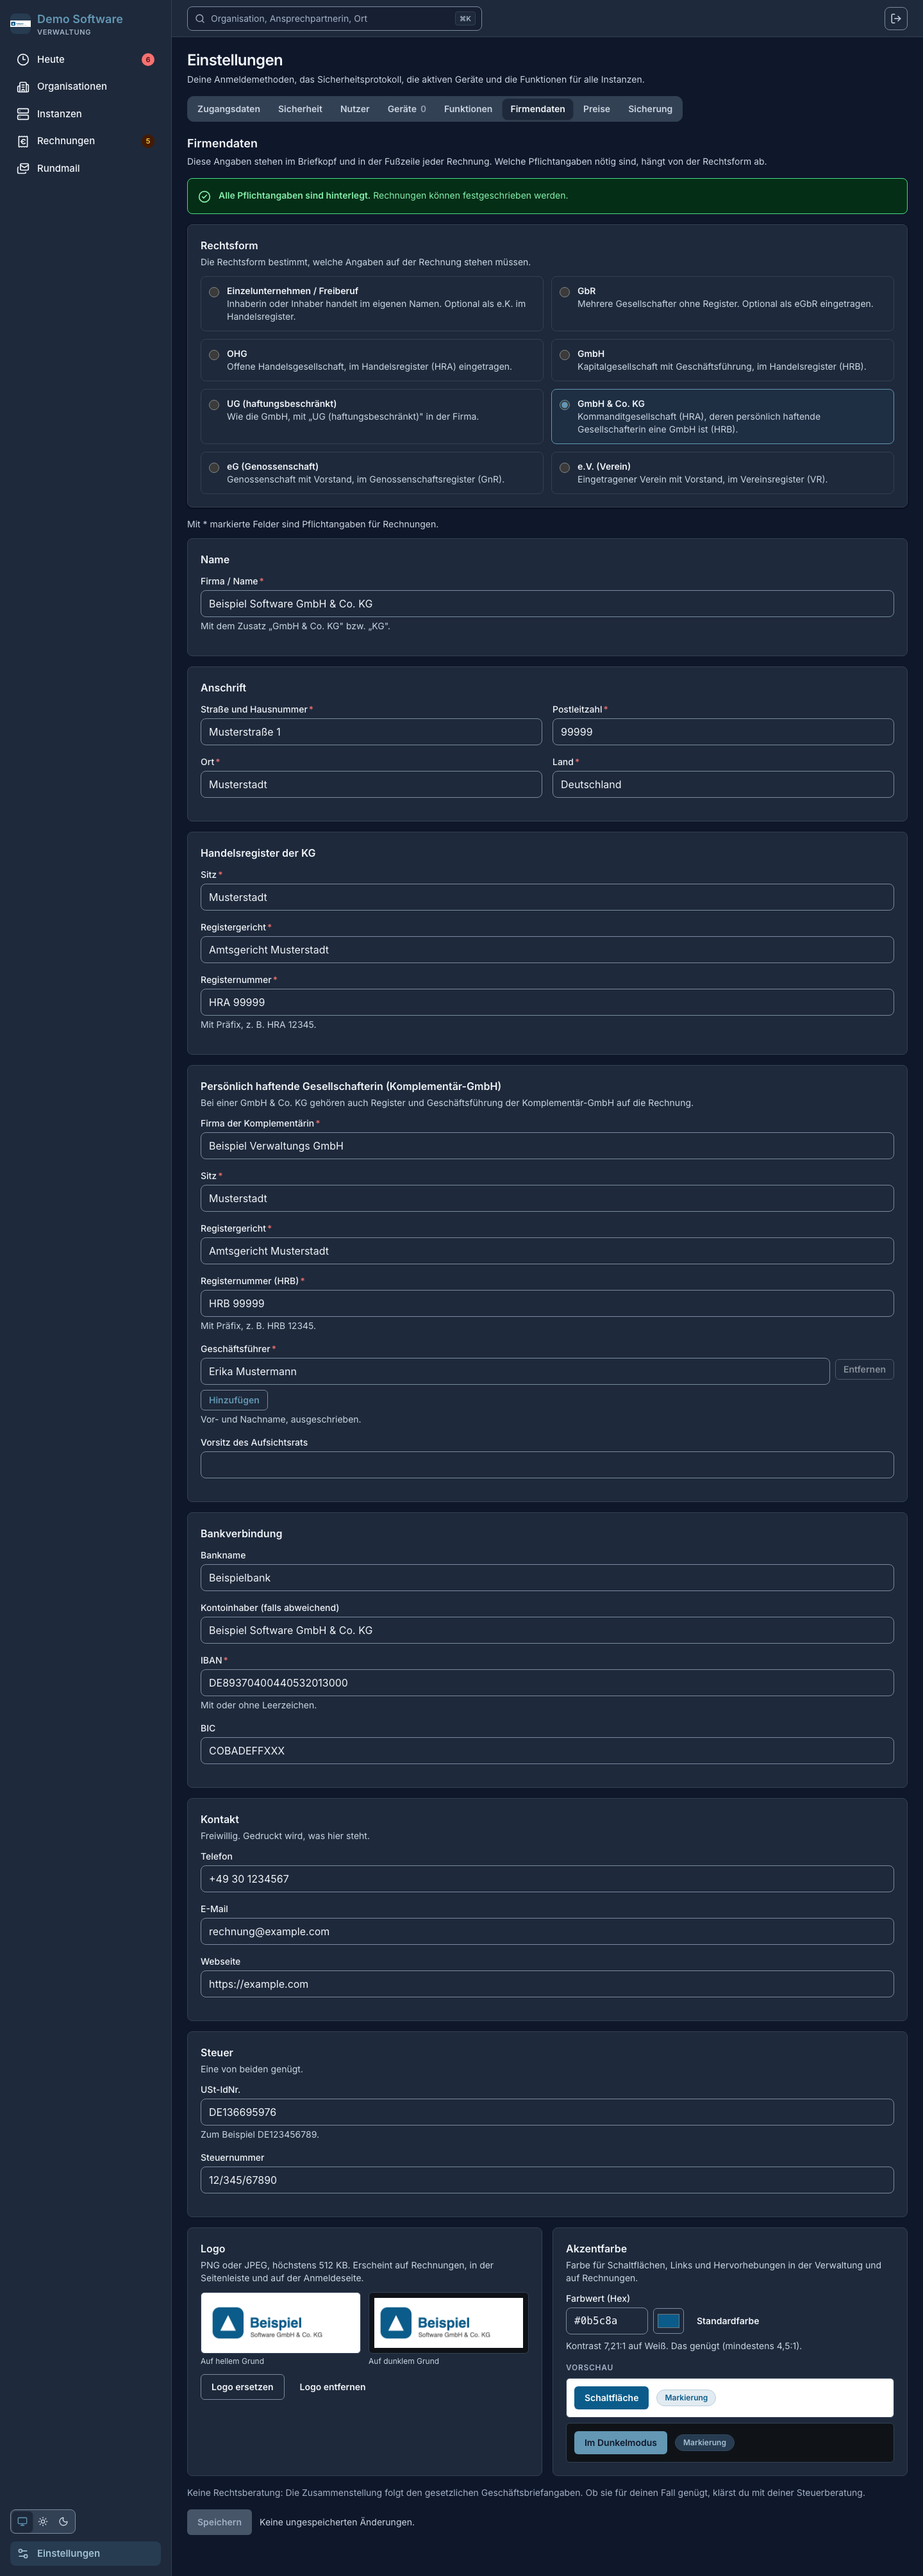 Demo Software
VERWALTUNG
Heute 6
Organisationen
Instanzen
Rechnungen 5
Rundmail
Organisation, Ansprechpartnerin, Ort ⌘K
Einstellungen
Deine Anmeldemethoden, das Sicherheitsprotokoll, die aktiven Geräte und die Funktionen für alle Instanzen.
Zugangsdaten Sicherheit Nutzer Geräte 0 Funktionen Firmendaten Preise Sicherung
Firmendaten
Diese Angaben stehen im Briefkopf und in der Fußzeile jeder Rechnung. Welche Pflichtangaben nötig sind, hängt von der Rechtsform ab.
Alle Pflichtangaben sind hinterlegt. Rechnungen können festgeschrieben werden.
Rechtsform
Die Rechtsform bestimmt, welche Angaben auf der Rechnung stehen müssen.
Einzelunternehmen / Freiberuf
Inhaberin oder Inhaber handelt im eigenen Namen. Optional als e.K. im
Handelsregister.
GbR
Mehrere Gesellschafter ohne Register. Optional als eGbR eingetragen.
OHG
Offene Handelsgesellschaft, im Handelsregister (HRA) eingetragen.
GmbH
Kapitalgesellschaft mit Geschäftsführung, im Handelsregister (HRB).
UG (haftungsbeschränkt)
Wie die GmbH, mit „UG (haftungsbeschränkt)" in der Firma.
GmbH & Co. KG
Kommanditgesellschaft (HRA), deren persönlich haftende
Gesellschafterin eine GmbH ist (HRB).
eG (Genossenschaft)
Genossenschaft mit Vorstand, im Genossenschaftsregister (GnR).
e.V. (Verein)
Eingetragener Verein mit Vorstand, im Vereinsregister (VR).
Mit * markierte Felder sind Pflichtangaben für Rechnungen.
Name
Firma / Name *
Beispiel Software GmbH & Co. KG
Mit dem Zusatz „GmbH & Co. KG" bzw. „KG".
Anschrift
Straße und Hausnummer * Postleitzahl *
Musterstraße 1 99999
Ort * Land *
Musterstadt Deutschland
Handelsregister der KG
Sitz *
Musterstadt
Registergericht *
Amtsgericht Musterstadt
Registernummer *
HRA 99999
Mit Präfix, z. B. HRA 12345.
Persönlich haftende Gesellschafterin (Komplementär-GmbH)
Bei einer GmbH & Co. KG gehören auch Register und Geschäftsführung der Komplementär-GmbH auf die Rechnung.
Firma der Komplementärin *
Beispiel Verwaltungs GmbH
Sitz *
Musterstadt
Registergericht *
Amtsgericht Musterstadt
Registernummer (HRB) *
HRB 99999
Mit Präfix, z. B. HRB 12345.
Geschäftsführer *
Erika Mustermann Entfernen
Hinzufügen
Vor- und Nachname, ausgeschrieben.
Vorsitz des Aufsichtsrats
Bankverbindung
Bankname
Beispielbank
Kontoinhaber (falls abweichend)
Beispiel Software GmbH & Co. KG
IBAN *
DE89370400440532013000
Mit oder ohne Leerzeichen.
BIC
COBADEFFXXX
Kontakt
Freiwillig. Gedruckt wird, was hier steht.
Telefon
+49 30 1234567
E-Mail
rechnung@example.com
Webseite
https://example.com
Steuer
Eine von beiden genügt.
USt-IdNr.
DE136695976
Zum Beispiel DE123456789.
Steuernummer
12/345/67890
Logo
PNG oder JPEG, höchstens 512 KB. Erscheint auf Rechnungen, in der
Seitenleiste und auf der Anmeldeseite.
Beispiel
Software GmbH & Co. KG
Beispiel
Software GmbH & Co. KG
Auf hellem Grund Auf dunklem Grund
Logo ersetzen Logo entfernen
Akzentfarbe
Farbe für Schaltflächen, Links und Hervorhebungen in der Verwaltung und
auf Rechnungen.
Farbwert (Hex)
#0b5c8a Standardfarbe
Kontrast 7,21:1 auf Weiß. Das genügt (mindestens 4,5:1).
VORSCHAU
Schaltfläche Markierung
Im Dunkelmodus Markierung
Keine Rechtsberatung: Die Zusammenstellung folgt den gesetzlichen Geschäftsbriefangaben. Ob sie für deinen Fall genügt, klärst du mit deiner Steuerberatung.
Speichern Keine ungespeicherten Änderungen.
Einstellungen